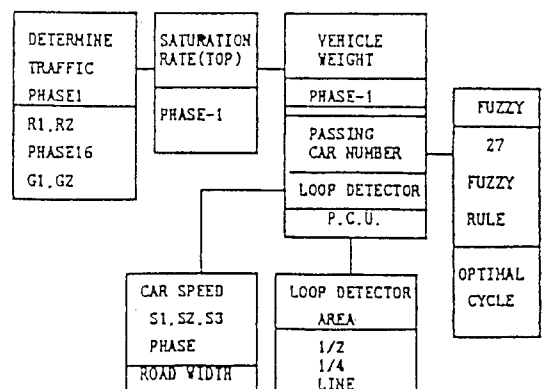 DETERMINE
TRAFFIC
PHASE1
R1,R2
PHASE16
G1,G2
SATURATION
RATE(TOP)
PHASE-1
VEHICLE
WEIGHT
PHASE-1
PASSING
CAR NUMBER
LOOP DETECTOR
P.C.U.
FUZZY
27
FUZZY
RULE
OPTIMAL
CYCLE
CAR SPEED
S1,S2,S3
PHASE
ROAD WIDTH
LOOP DETECTOR
AREA
1/2
1/4
LINE